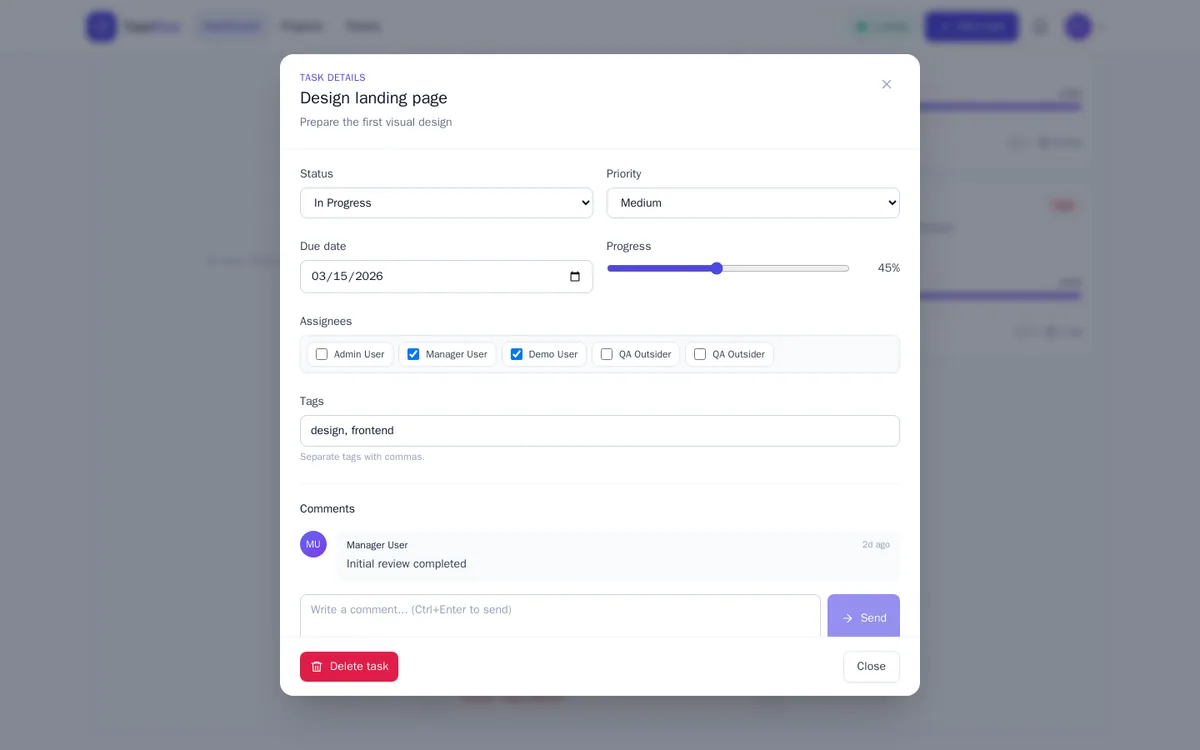 TASK DETAILS
Design landing page
Prepare the first visual design
Status
Priority
In Progress
Medium
Due date
Progress
03/15/2026
45%
Assignees
Admin User
Manager User
Demo User
QA Outsider
QA Outsider
Tags
design, frontend
Separate tags with commas.
Comments
MU
Manager User
2d ago
Initial review completed
Write a comment... (Ctrl+Enter to send)
Send
Delete task
Close